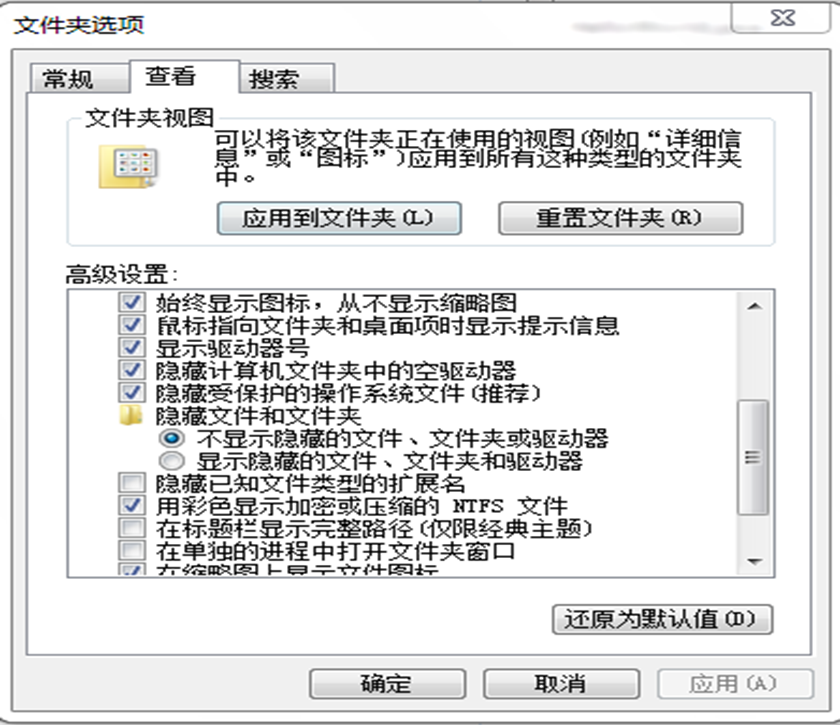 文件夹选项
常规
查看
搜索
文件夹视图
可以将该文件夹正在使用的视图(例如“详细信
息”或“图标”)应用到所有这种类型的文件夹
中。
应用到文件夹(L)
重置文件夹(R)
高级设置:
始终显示图标，从不显示缩略图
鼠标指向文件夹和桌面项时显示提示信息
显示驱动器号
隐藏计算机文件夹中的空驱动器
隐藏受保护的操作系统文件(推荐)
隐藏文件和文件夹
不显示隐藏的文件、文件夹或驱动器
显示隐藏的文件、文件夹和驱动器
隐藏已知文件类型的扩展名
用彩色显示加密或压缩的 NTFS 文件
在标题栏显示完整路径(仅限经典主题)
在单独的进程中打开文件夹窗口
在缩略图上显示文件图标
还原为默认值(D)
确定
取消
应用(A)